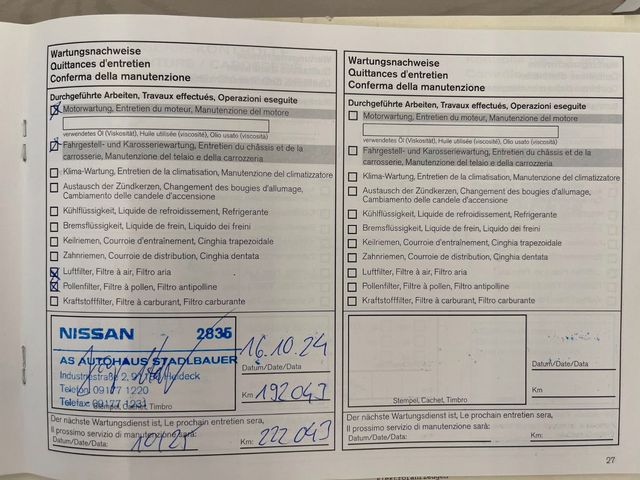 Wartungsnachweise
Quittances d'entretien
Conferma della manutenzione
Durchgeführte Arbeiten, Travaux effectués, Operazioni eseguite
Motorwartung, Entretien du moteur, Manutenzione del motore
verwendetes Öl (Viskosität), Huile utilisée (viscosité), Olio usato (viscosità)
Fahrgestell- und Karosseriewartung, Entretien du châssis et de la
carrosserie, Manutenzione del telaio e della carrozzeria
Klima-Wartung, Entretien de la climatisation, Manutenzione del climatizzatore
Austausch der Zündkerzen, Changement des bougies d'allumage,
Cambiamento delle candele d'accensione
Kühlflüssigkeit, Liquide de refroidissement, Refrigerante
Bremsflüssigkeit, Liquide de frein, Liquido dei freini
Keilriemen, Courroie d'entraînement, Cinghia trapezoidale
Zahnriemen, Courroie de distribution, Cinghia dentata
Luftfilter, Filtre à air, Filtro aria
Pollenfilter, Filtre à pollen, Filtro antipolline
Kraftstofffilter, Filtre à carburant, Filtro carburante
NISSAN 2835
AS AUTOHAUS STADLBAUER
Industriestraße 2, Heideck
Telefon 09177 1220
Telefax 09177 1231
Stempel, Cachet, Timbro
16.10.24
Datum/Date/Data
Km 192043
Der nächste Wartungsdienst ist, Le prochain entretien sera,
Il prossimo servizio di manutenzione sarà:
Datum/Date/Data: 10/25 Km: 222 043
Wartungsnachweise
Quittances d'entretien
Conferma della manutenzione
Durchgeführte Arbeiten, Travaux effectués, Operazioni eseguite
Motorwartung, Entretien du moteur, Manutenzione del motore
verwendetes Öl (Viskosität), Huile utilisée (viscosité), Olio usato (viscosità)
Fahrgestell- und Karosseriewartung, Entretien du châssis et de la
carrosserie, Manutenzione del telaio e della carrozzeria
Klima-Wartung, Entretien de la climatisation, Manutenzione del climatizzatore
Austausch der Zündkerzen, Changement des bougies d'allumage,
Cambiamento delle candele d'accensione
Kühlflüssigkeit, Liquide de refroidissement, Refrigerante
Bremsflüssigkeit, Liquide de frein, Liquido dei freini
Keilriemen, Courroie d'entraînement, Cinghia trapezoidale
Zahnriemen, Courroie de distribution, Cinghia dentata
Luftfilter, Filtre à air, Filtro aria
Pollenfilter, Filtre à pollen, Filtro antipolline
Kraftstofffilter, Filtre à carburant, Filtro carburante
Stempel, Cachet, Timbro
Datum/Date/Data
Km
Der nächste Wartungsdienst ist, Le prochain entretien sera,
Il prossimo servizio di manutenzione sarà:
Datum/Date/Data: Km:
27